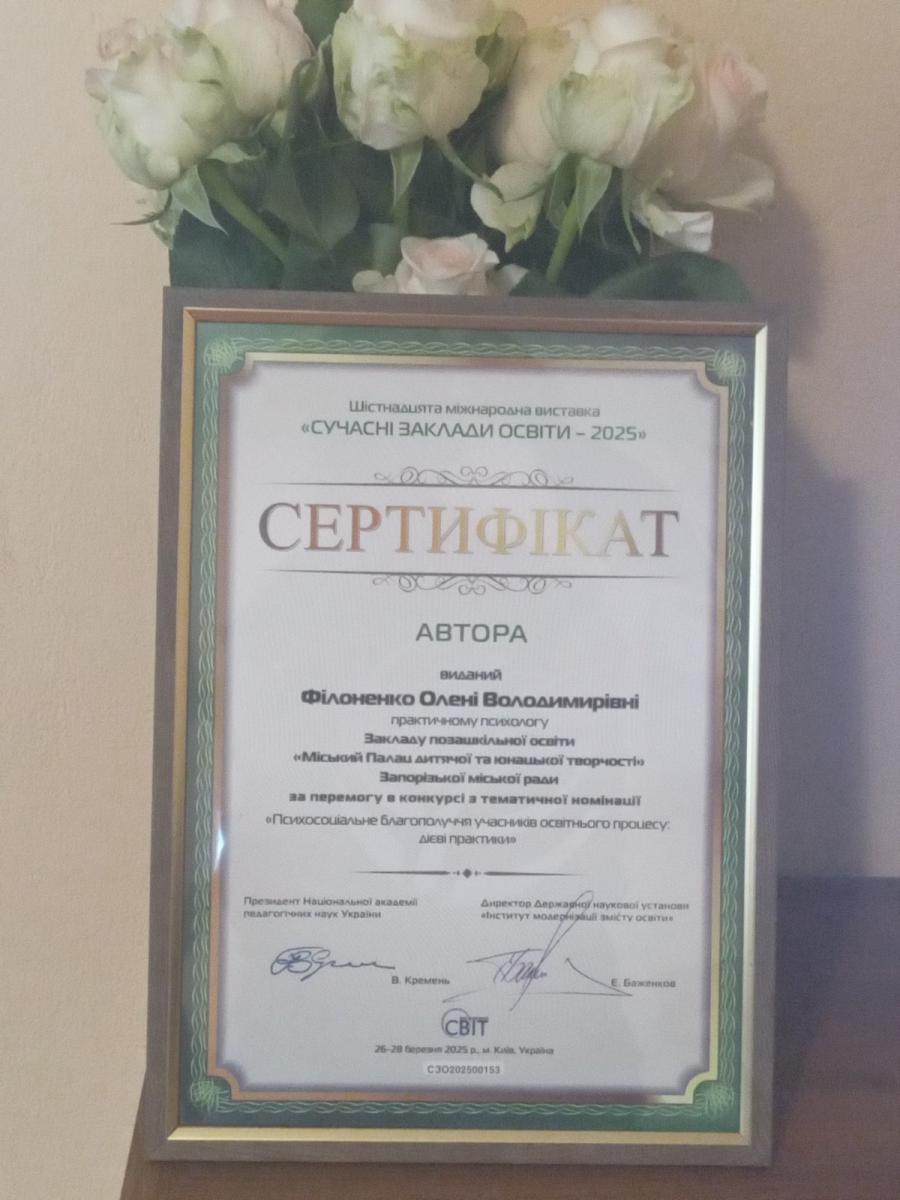 Шістнадцята міжнародна виставка
«СУЧАСНІ ЗАКЛАДИ ОСВІТИ – 2025»
СЕРТИФІКАТ
АВТОРА
виданий
Філоненко Олені Володимирівні
практичному психологу
Закладу позашкільної освіти
«Міський Палац дитячої та юнацької творчості»
Запорізької міської ради
за перемогу в конкурсі з тематичної номінації
«Психосоціальне благополуччя учасників освітнього процесу:
дієві практики»
Президент Національної академії
педагогічних наук України
В. Кремень
Директор Державної наукової установи
«Інститут модернізації змісту освіти»
Є. Баженков
СВІТ
26-28 березня 2025 р., м. Київ, Україна
СЗО202500153